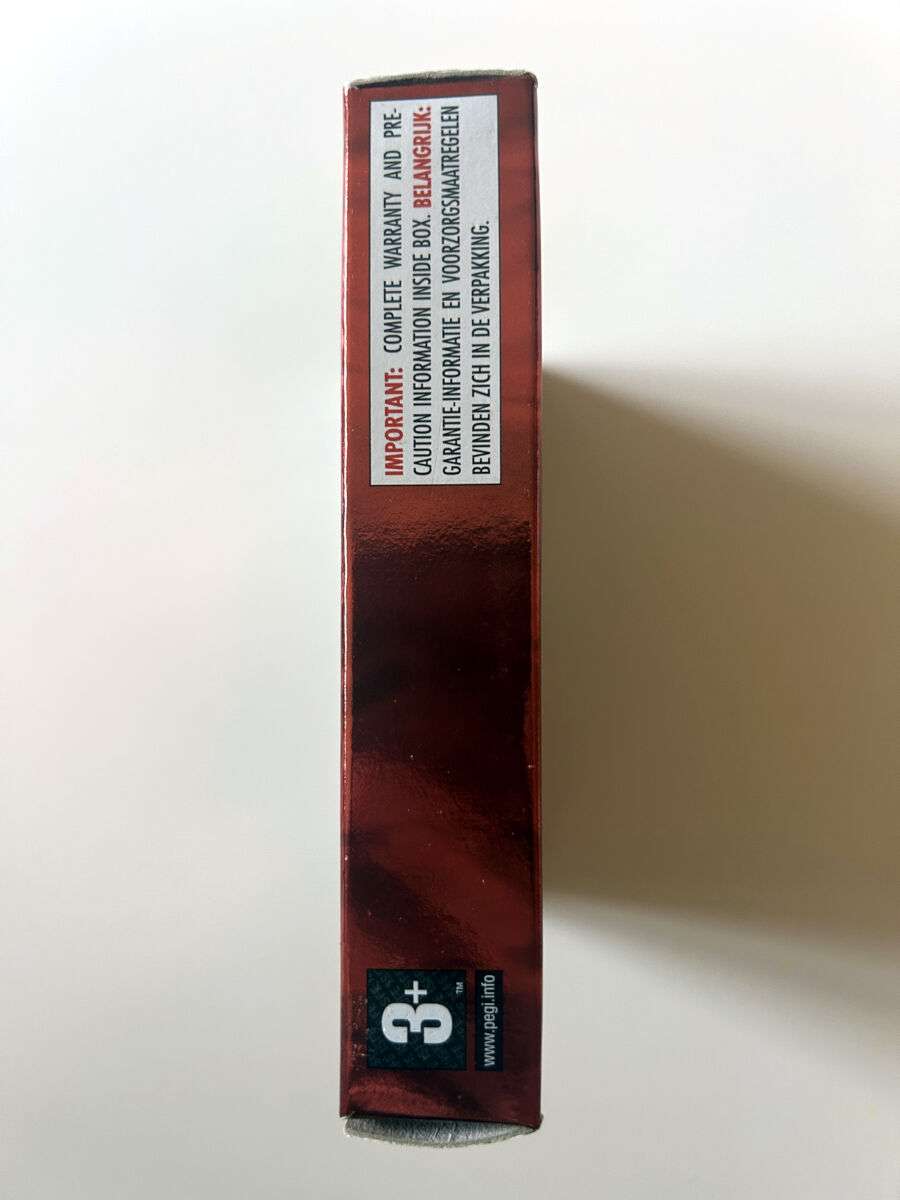 IMPORTANT: COMPLETE WARRANTY AND PRE-
CAUTION INFORMATION INSIDE BOX. BELANGRIJK:
GARANTIE-INFORMATIE EN VOORZORGSMAATREGELEN
BEVINDEN ZICH IN DE VERPAKKING.
3+
TM
www.pegi.info